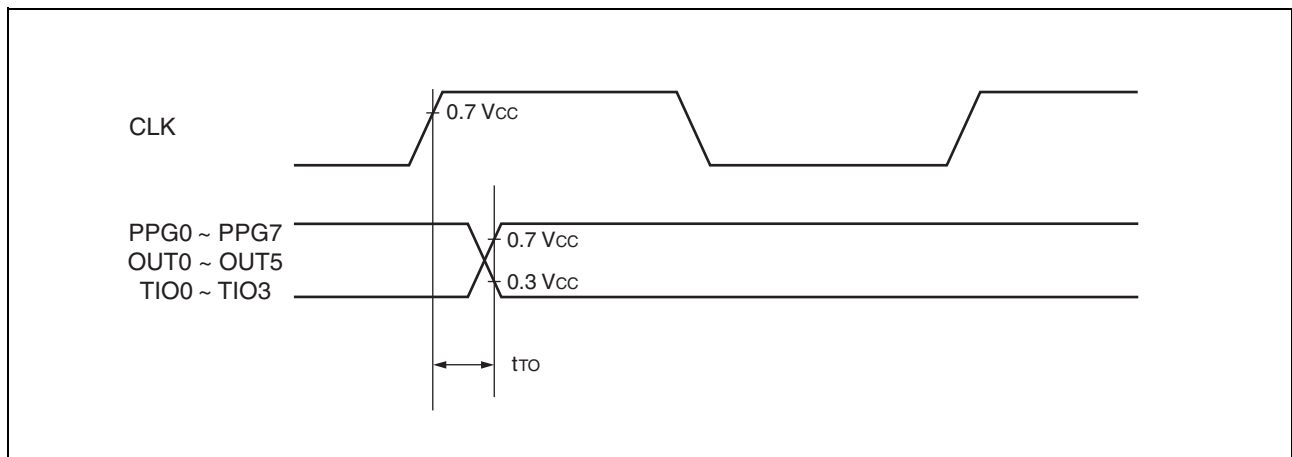 CLK
0.7 Vcc
PPG0 ~ PPG7
OUT0 ~ OUT5
TIO0 ~ TIO3
0.7 Vcc
0.3 Vcc
tTO